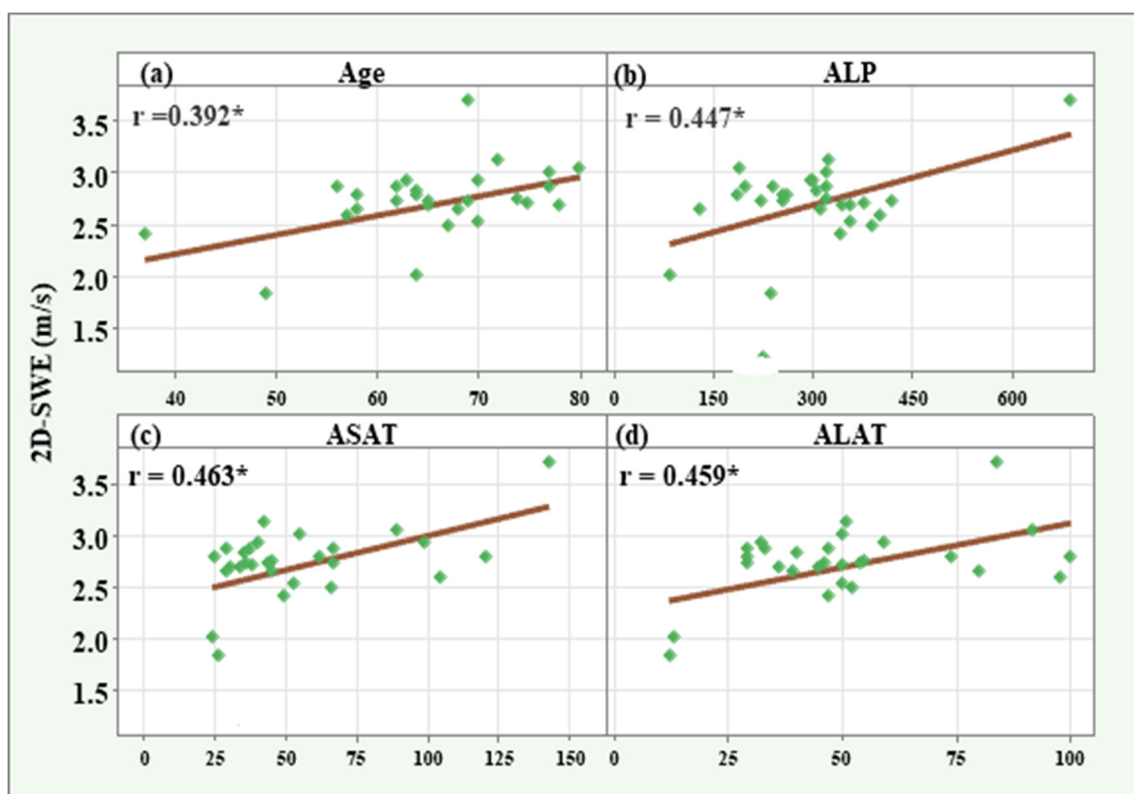 (a) Age (b) ALP
r =0.392* r = 0.447*
3.5
3.0
2.5
2.0
1.5
40 50 60 70 80 0 150 300 450 600
2D-SWE (m/s)
(c) ASAT (d) ALAT
r = 0.463* r = 0.459*
3.5
3.0
2.5
2.0
1.5
0 25 50 75 100 125 150 0 25 50 75 100